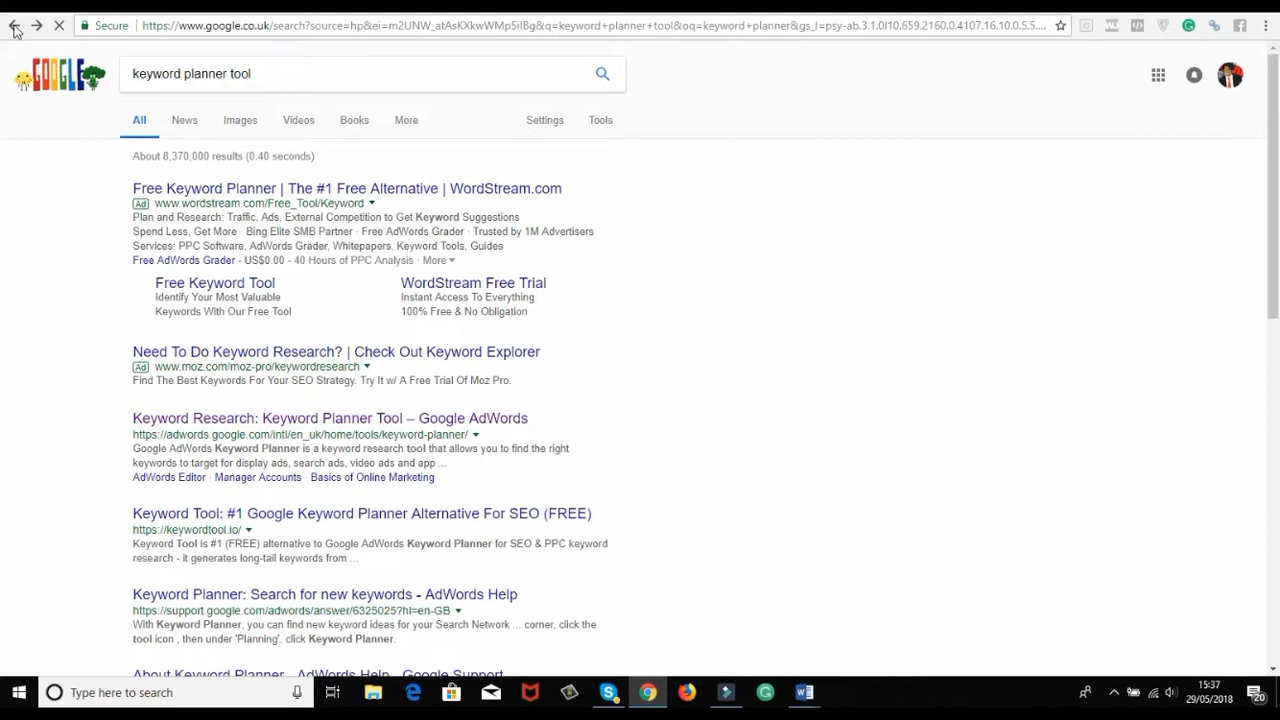 Secure https://www.google.co.uk/search?source=hp&ei=m2UNW_atAsKXkwWMp5iIBg&q=keyword+planner+tool&oq=keyword+planner&gs_l=psy-ab.3.1.0l10.659.2160.0.4107.16.10.0.5.5....
GOOGLE
keyword planner tool
All News Images Videos Books More Settings Tools
About 8,370,000 results (0.40 seconds)
Free Keyword Planner | The #1 Free Alternative | WordStream.com
Ad www.wordstream.com/Free_Tool/Keyword
Plan and Research: Traffic, Ads, External Competition to Get Keyword Suggestions
Spend Less, Get More · Bing Elite SMB Partner · Free AdWords Grader · Trusted by 1M Advertisers
Services: PPC Software, AdWords Grader, Whitepapers, Keyword Tools, Guides
Free AdWords Grader - US$0.00 - 40 Hours of PPC Analysis · More
Free Keyword Tool WordStream Free Trial
Identify Your Most Valuable Instant Access To Everything
Keywords With Our Free Tool 100% Free & No Obligation
Need To Do Keyword Research? | Check Out Keyword Explorer
Ad www.moz.com/moz-pro/keywordresearch
Find The Best Keywords For Your SEO Strategy. Try It w/ A Free Trial Of Moz Pro.
Keyword Research: Keyword Planner Tool – Google AdWords
https://adwords.google.com/intl/en_uk/home/tools/keyword-planner/
Google AdWords Keyword Planner is a keyword research tool that allows you to find the right
keywords to target for display ads, search ads, video ads and app ...
AdWords Editor · Manager Accounts · Basics of Online Marketing
Keyword Tool: #1 Google Keyword Planner Alternative For SEO (FREE)
https://keywordtool.io/
Keyword Tool is #1 (FREE) alternative to Google AdWords Keyword Planner for SEO & PPC keyword
research - it generates long-tail keywords from ...
Keyword Planner: Search for new keywords - AdWords Help
https://support.google.com/adwords/answer/6325025?hl=en-GB
With Keyword Planner, you can find new keyword ideas for your Search Network ... corner, click the
tool icon , then under 'Planning', click Keyword Planner.
About Keyword Planner - AdWords Help - Google Support
Type here to search
15:37
29/05/2018
20